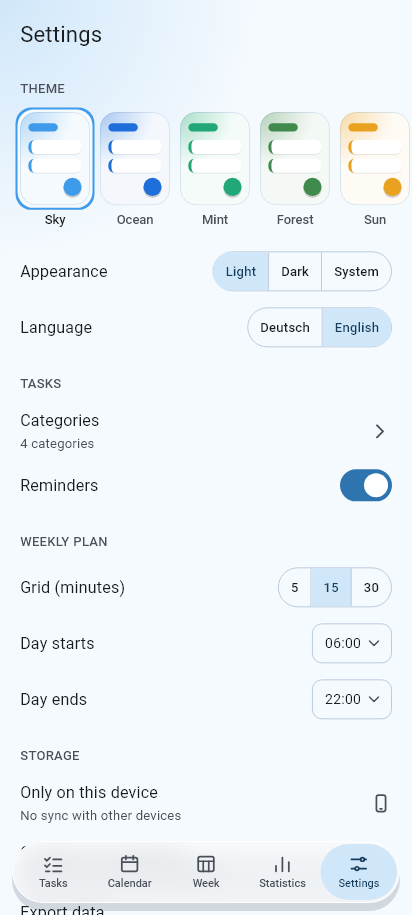 Settings
THEME
Sky Ocean Mint Forest Sun
Appearance Light Dark System
Language Deutsch English
TASKS
Categories
4 categories
Reminders
WEEKLY PLAN
Grid (minutes) 5 15 30
Day starts 06:00
Day ends 22:00
STORAGE
Only on this device
No sync with other devices
Tasks Calendar Week Statistics Settings
Export data